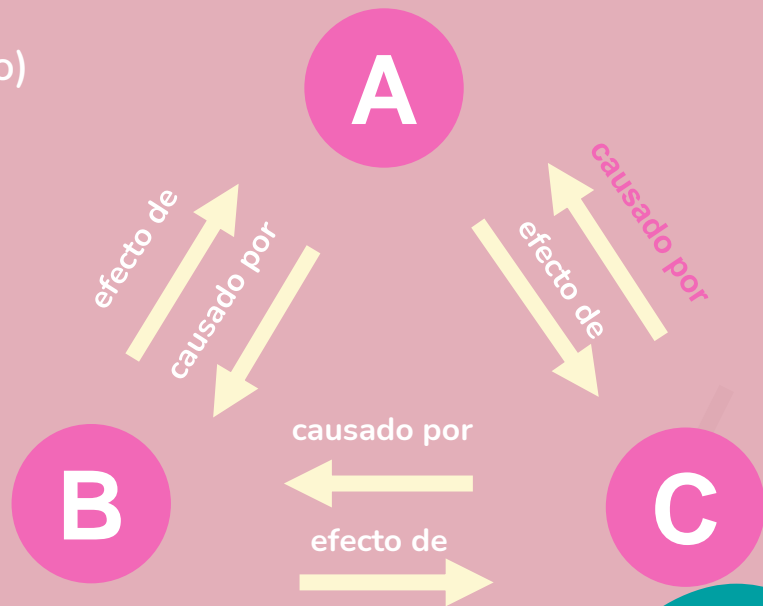 o)
A
efecto de
causado por
efecto de
causado por
causado por
B
C
efecto de